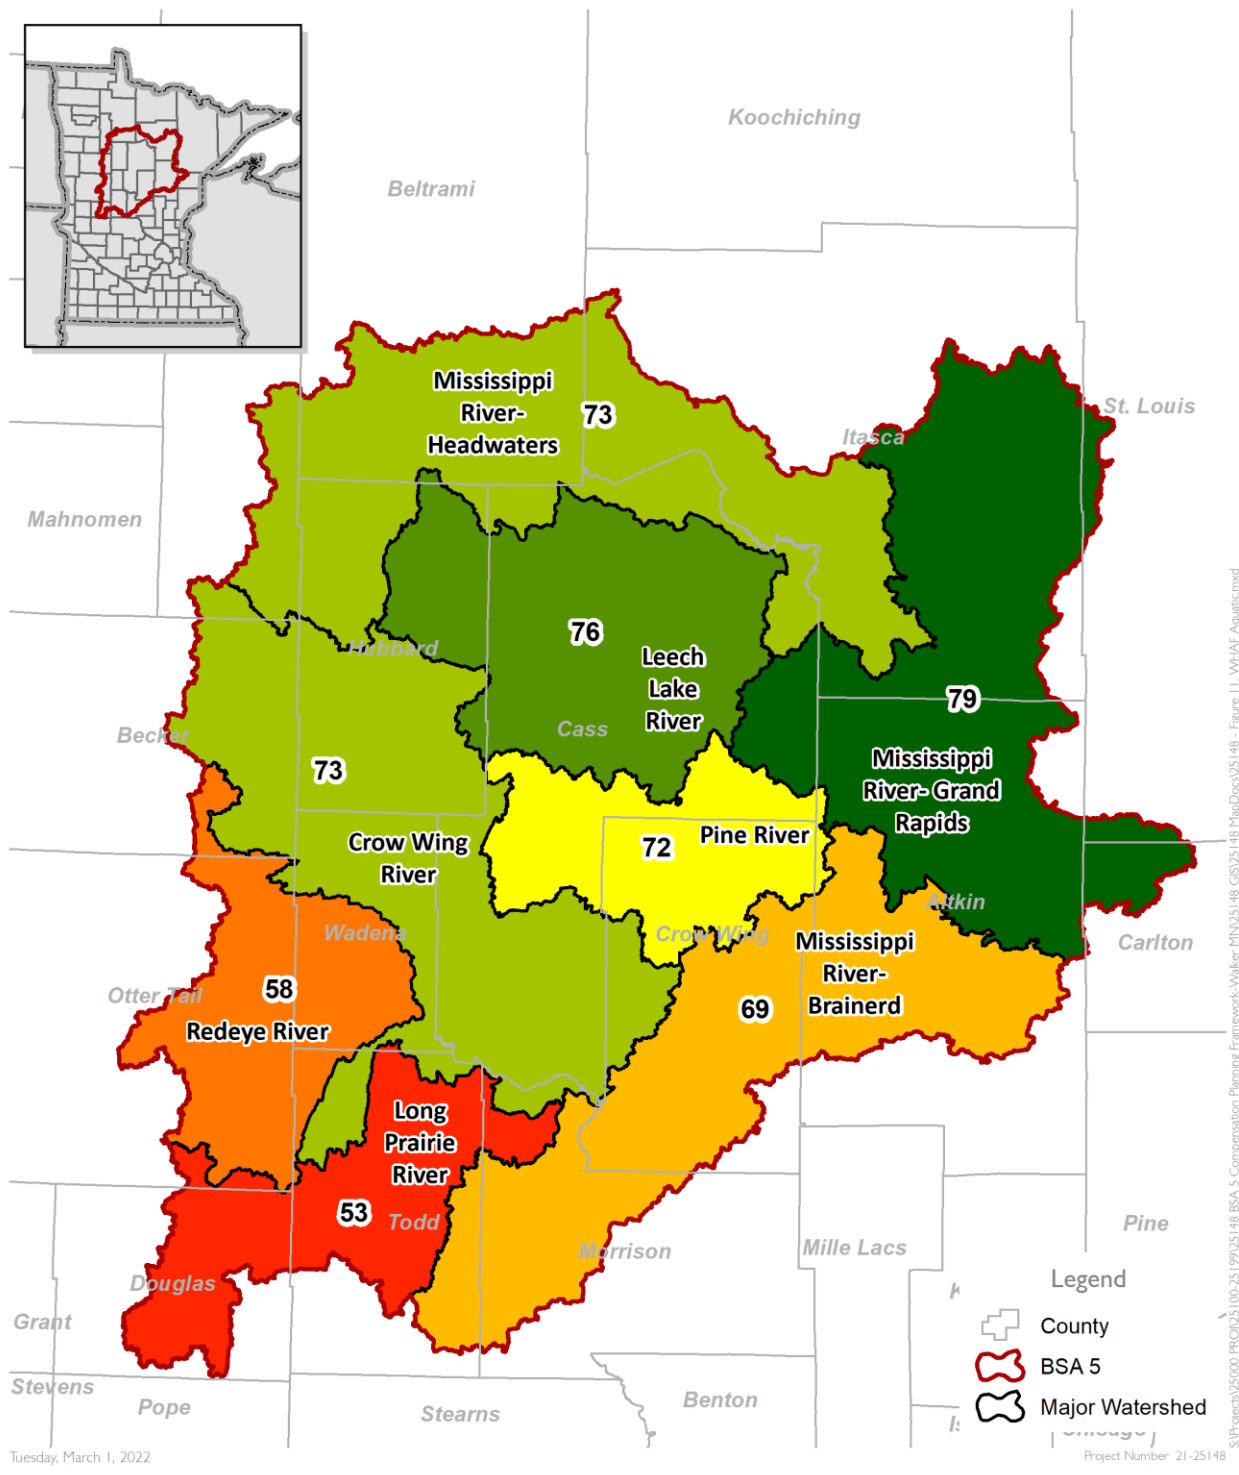 Koochiching
Beltrami
Mississippi
River-
Headwaters
73
St. Louis
Itasca
Mahnomen
76
Hubbard
Leech
Lake
River
79
Cass
Becker
Mississippi
River- Grand
Rapids
73
Crow Wing
River
72
Pine River
Aitkin
Wadena
Crow Wing
Mississippi
River-
Brainerd
Carlton
58
Otter Tail
Redeye River
69
Long
Prairie
River
53
Todd
Morrison
Mille Lacs
Pine
Douglas
Grant
Stevens
Pope
Stearns
Benton
Legend
County
BSA 5
Major Watershed
Chisago
Tuesday, March 1, 2022
Project Number 21-25148